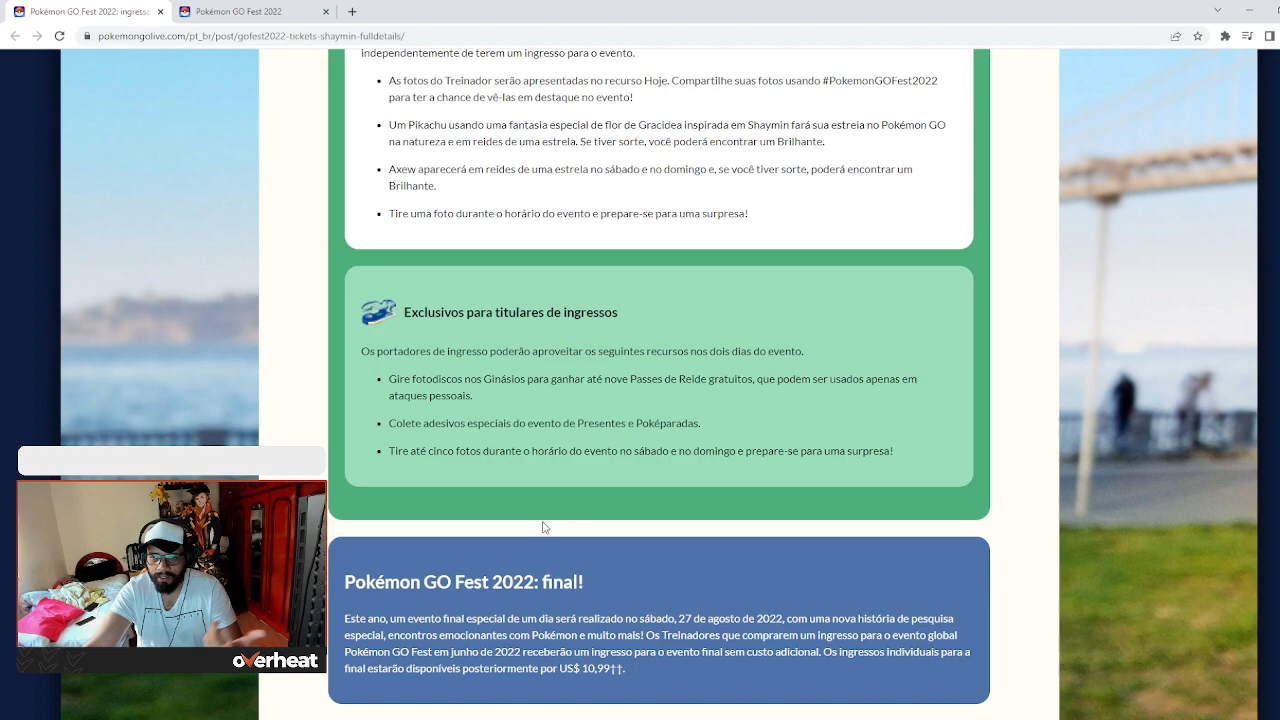 Pokémon GO Fest 2022: ingresso
Pokémon GO Fest 2022
pokemongolive.com/pt_br/post/gofest2022-tickets-shaymin-fulldetails/
independentemente de terem um ingresso para o evento.
As fotos do Treinador serão apresentadas no recurso Hoje. Compartilhe suas fotos usando #PokemonGOFest2022
para ter a chance de vê-las em destaque no evento!
Um Pikachu usando uma fantasia especial de flor de Gracidea inspirada em Shaymin fará sua estreia no Pokémon GO
na natureza e em reides de uma estrela. Se tiver sorte, você poderá encontrar um Brilhante.
Axew aparecerá em reides de uma estrela no sábado e no domingo e, se você tiver sorte, poderá encontrar um
Brilhante.
Tire uma foto durante o horário do evento e prepare-se para uma surpresa!
Exclusivos para titulares de ingressos
Os portadores de ingresso poderão aproveitar os seguintes recursos nos dois dias do evento.
Gire fotodiscos nos Ginásios para ganhar até nove Passes de Reide gratuitos, que podem ser usados apenas em
ataques pessoais.
Colete adesivos especiais do evento de Presentes e Poképaradas.
Tire até cinco fotos durante o horário do evento no sábado e no domingo e prepare-se para uma surpresa!
Pokémon GO Fest 2022: final!
Este ano, um evento final especial de um dia será realizado no sábado, 27 de agosto de 2022, com uma nova história de pesquisa
especial, encontros emocionantes com Pokémon e muito mais! Os Treinadores que comprarem um ingresso para o evento global
Pokémon GO Fest em junho de 2022 receberão um ingresso para o evento final sem custo adicional. Os ingressos individuais para a
final estarão disponíveis posteriormente por US$ 10,99††.
overheat